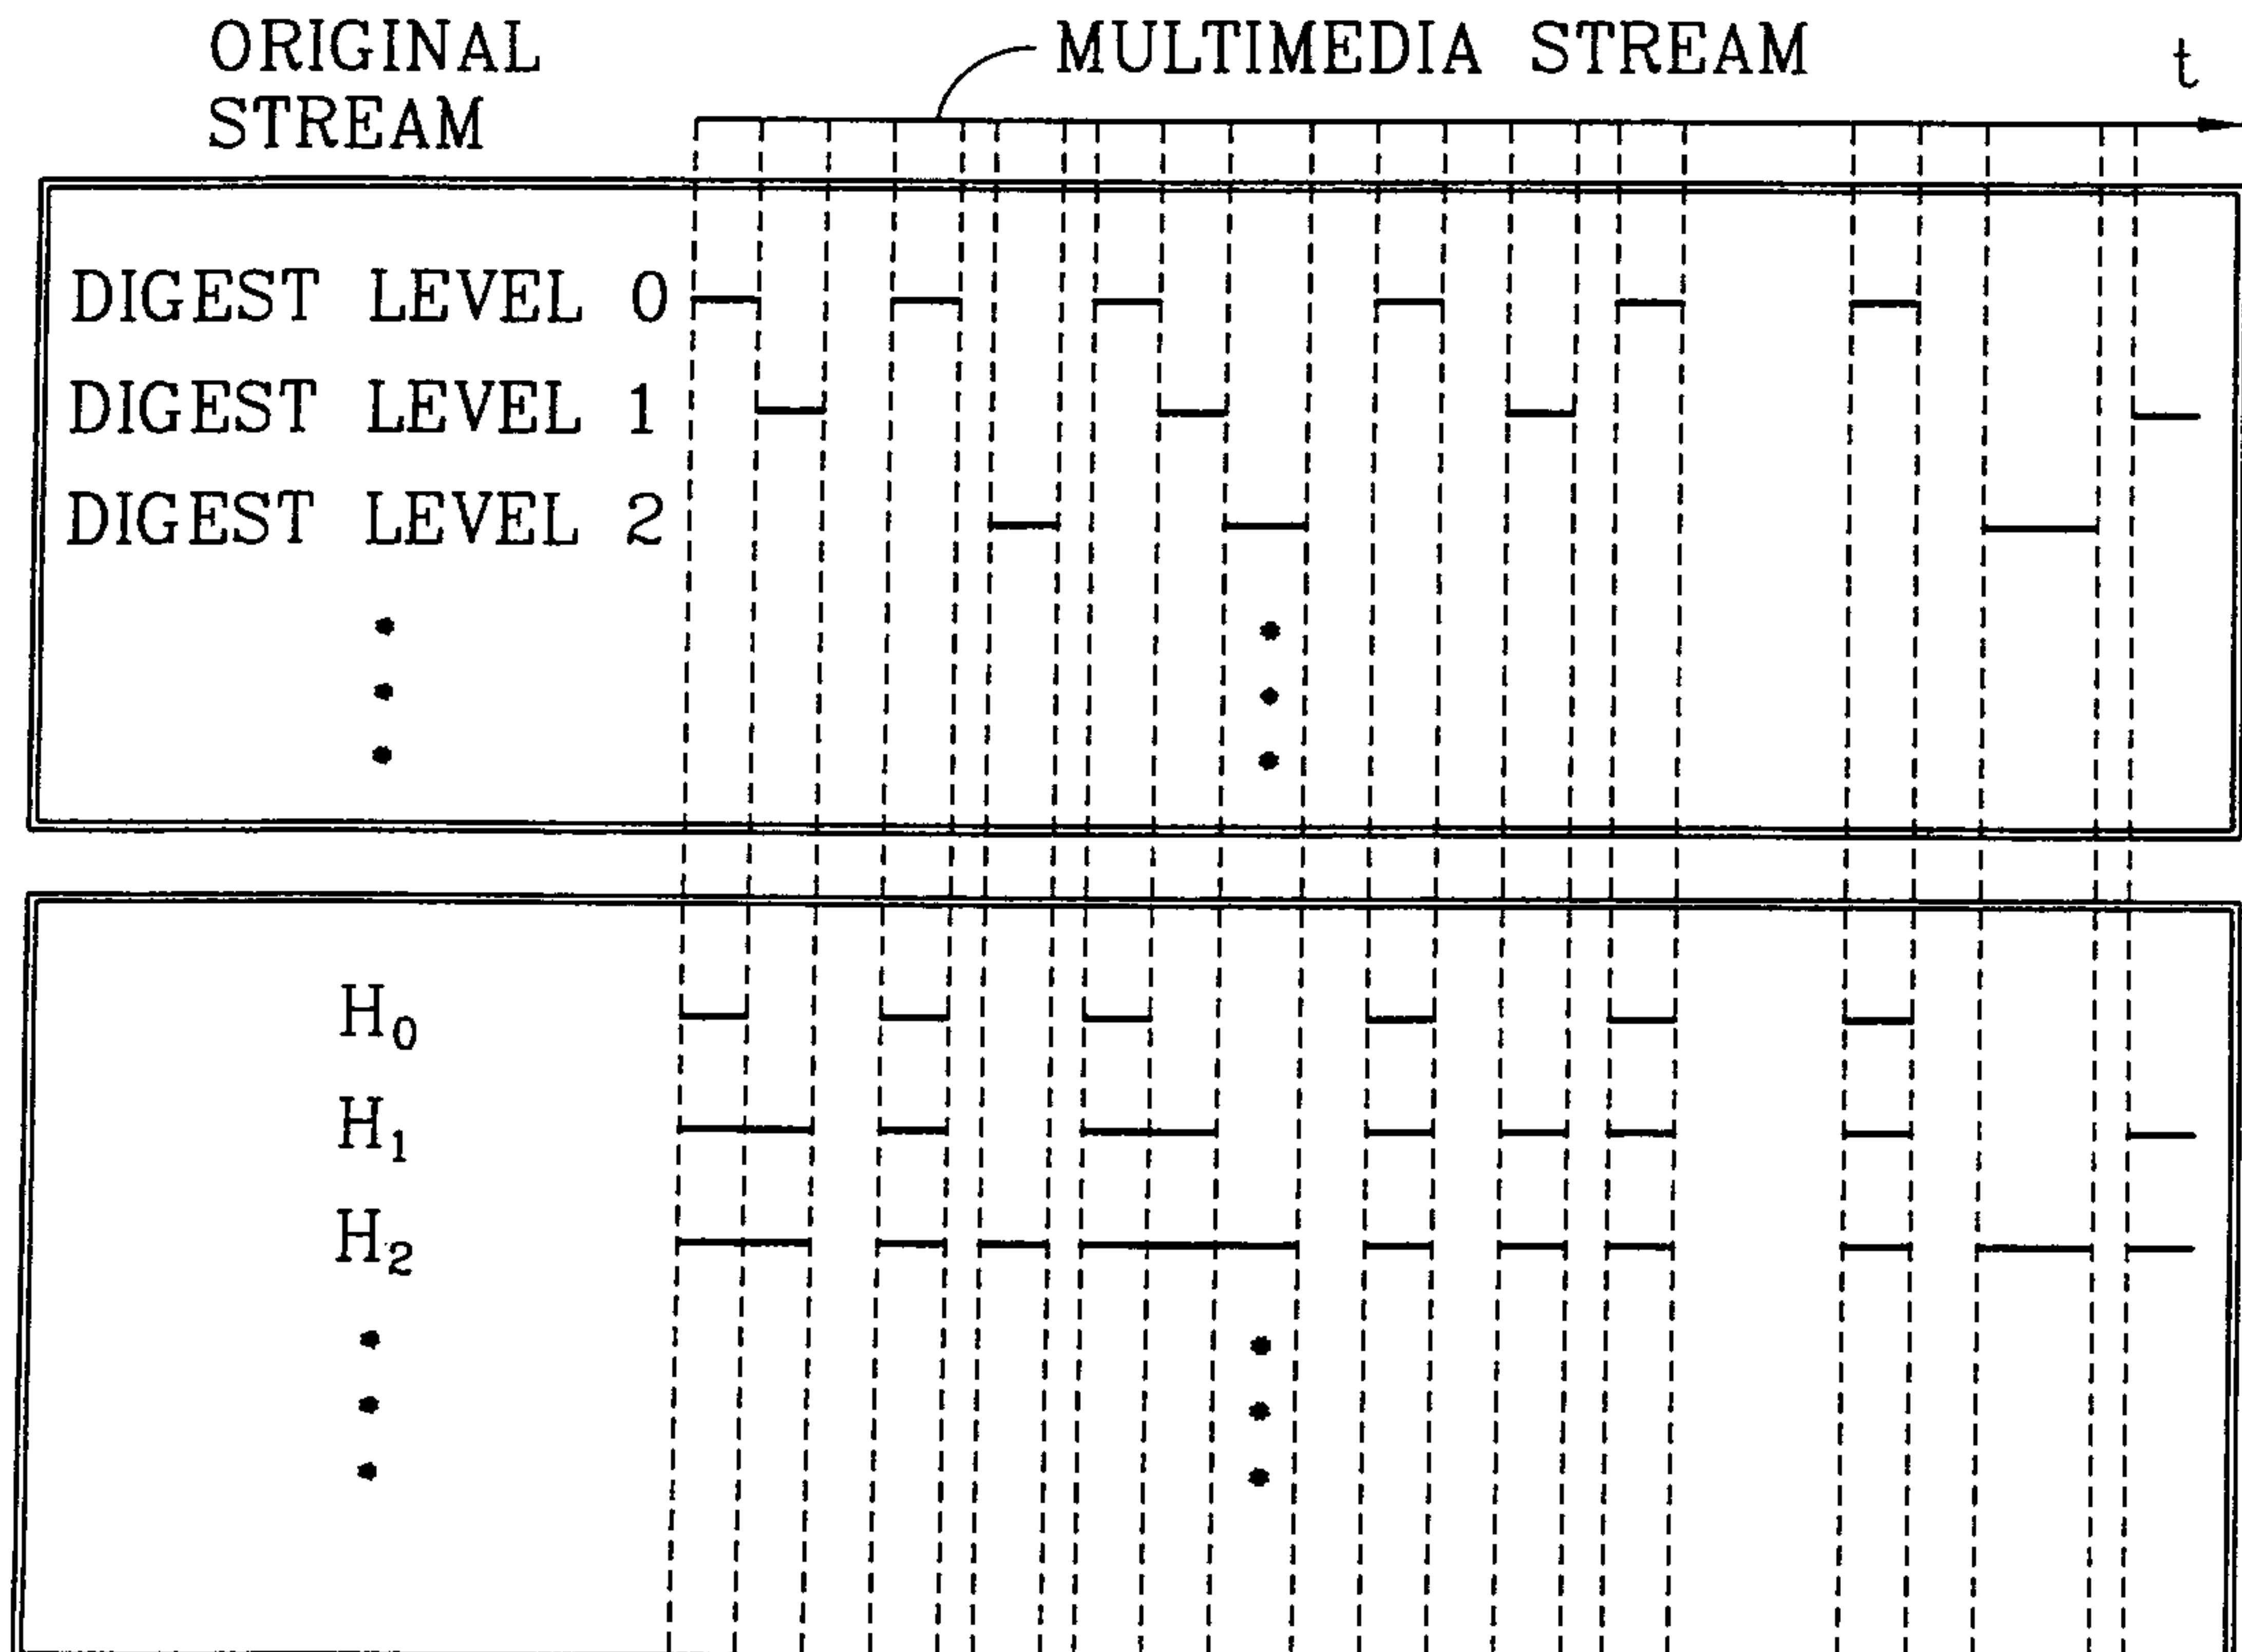 ORIGINAL
STREAM
MULTIMEDIA STREAM
t
DIGEST LEVEL 0
DIGEST LEVEL 1
DIGEST LEVEL 2
H₀
H₁
H₂